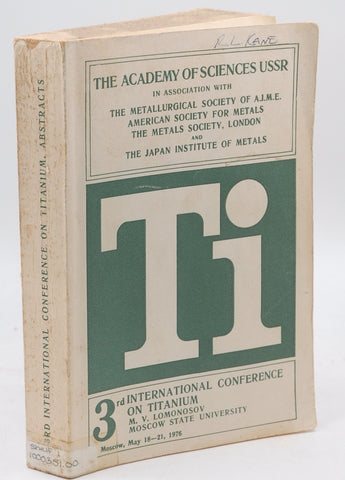 R.L. KANE
THE ACADEMY OF SCIENCES USSR
IN ASSOCIATION WITH
THE METALLURGICAL SOCIETY OF A.I.M.E.
AMERICAN SOCIETY FOR METALS
THE METALS SOCIETY, LONDON
AND
THE JAPAN INSTITUTE OF METALS
Ti
3rd INTERNATIONAL CONFERENCE
ON TITANIUM
M. V. LOMONOSOV
MOSCOW STATE UNIVERSITY
Moscow, May 18—21, 1976
RD INTERNATIONAL CONFERENCE ON TITANIUM. ABSTRACTS